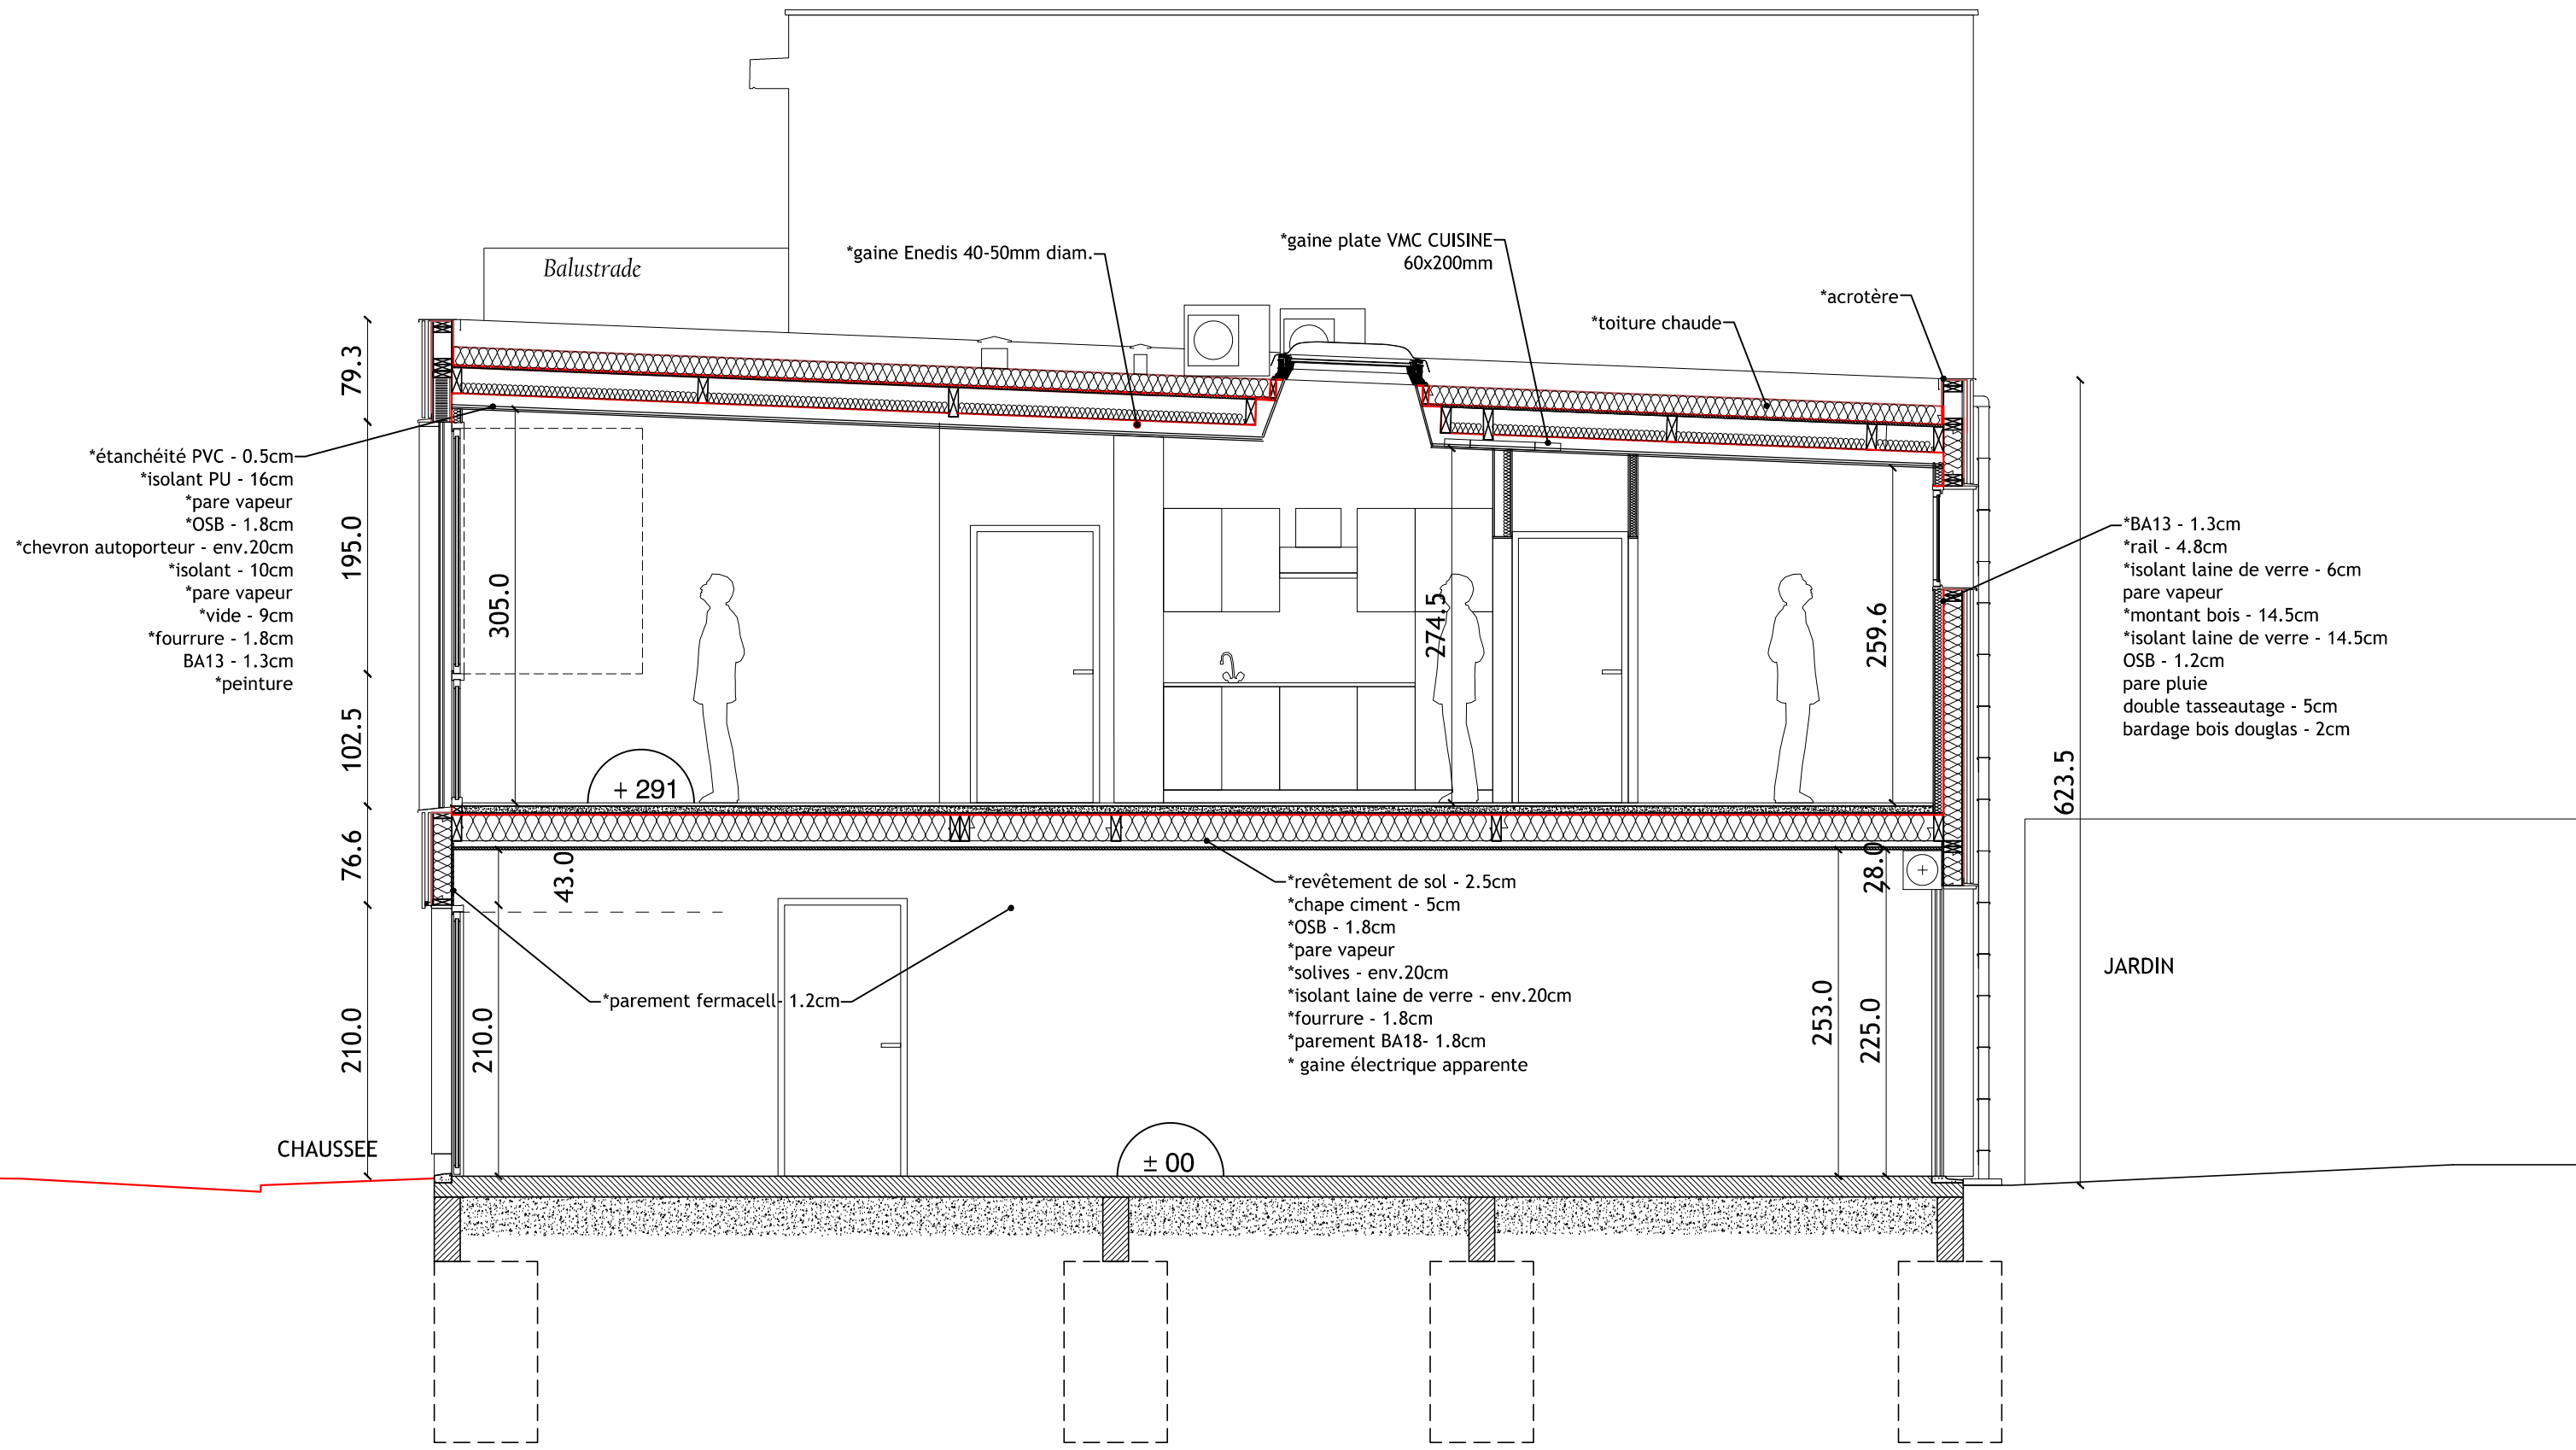 Balustrade
*gaine Enedis 40-50mm diam.
*gaine plate VMC CUISINE
60x200mm
*acrotère
*toiture chaude
79.3
195.0
102.5
76.6
210.0
*étanchéité PVC - 0.5cm
*isolant PU - 16cm
*pare vapeur
*OSB - 1.8cm
*chevron autoporteur - env.20cm
*isolant - 10cm
*pare vapeur
*vide - 9cm
*fourrure - 1.8cm
BA13 - 1.3cm
*peinture
305.0
274.5
259.6
+ 291
*BA13 - 1.3cm
*rail - 4.8cm
*isolant laine de verre - 6cm
pare vapeur
*montant bois - 14.5cm
*isolant laine de verre - 14.5cm
OSB - 1.2cm
pare pluie
double tasseautage - 5cm
bardage bois douglas - 2cm
623.5
43.0
28.0
*revêtement de sol - 2.5cm
*chape ciment - 5cm
*OSB - 1.8cm
*pare vapeur
*solives - env.20cm
*isolant laine de verre - env.20cm
*fourrure - 1.8cm
*parement BA18- 1.8cm
* gaine électrique apparente
*parement fermacell- 1.2cm
210.0
253.0
225.0
JARDIN
CHAUSSEE
± 00